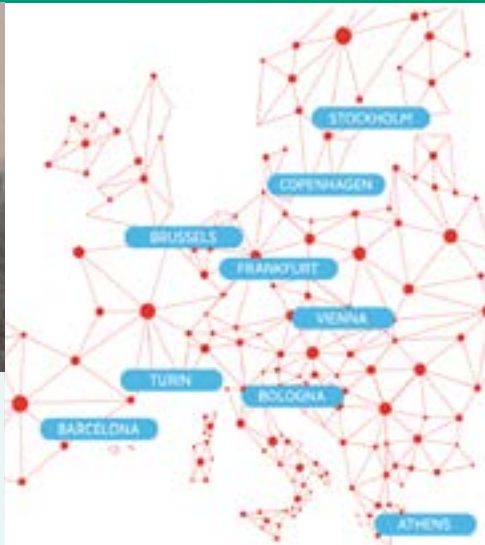 STOCKHOLM
COPENHAGEN
BRUSSELS
FRANKFURT
VIENNA
TURIN
BOLOGNA
BARCELONA
ATHENS